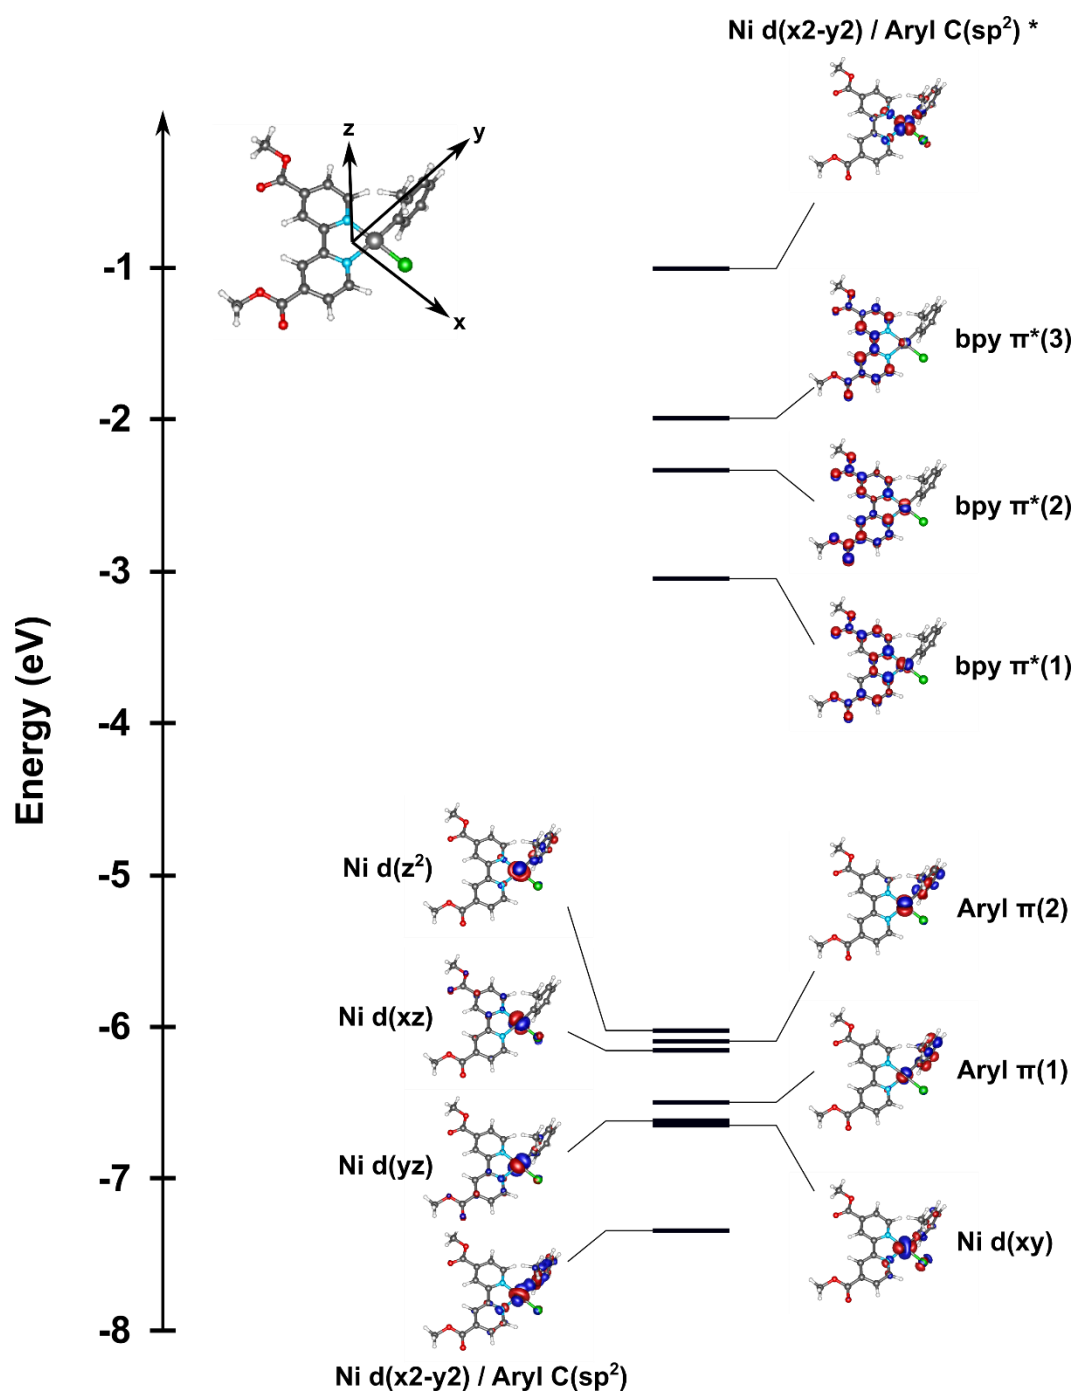 Ni d(x2-y2) / Aryl C(sp²) *
z
y
x
-1
bpy π*(3)
-2
bpy π*(2)
-3
bpy π*(1)
-4
Energy (eV)
Ni d(z²)
-5
Aryl π(2)
Ni d(xz)
-6
Aryl π(1)
Ni d(yz)
-7
Ni d(xy)
-8
Ni d(x2-y2) / Aryl C(sp²)